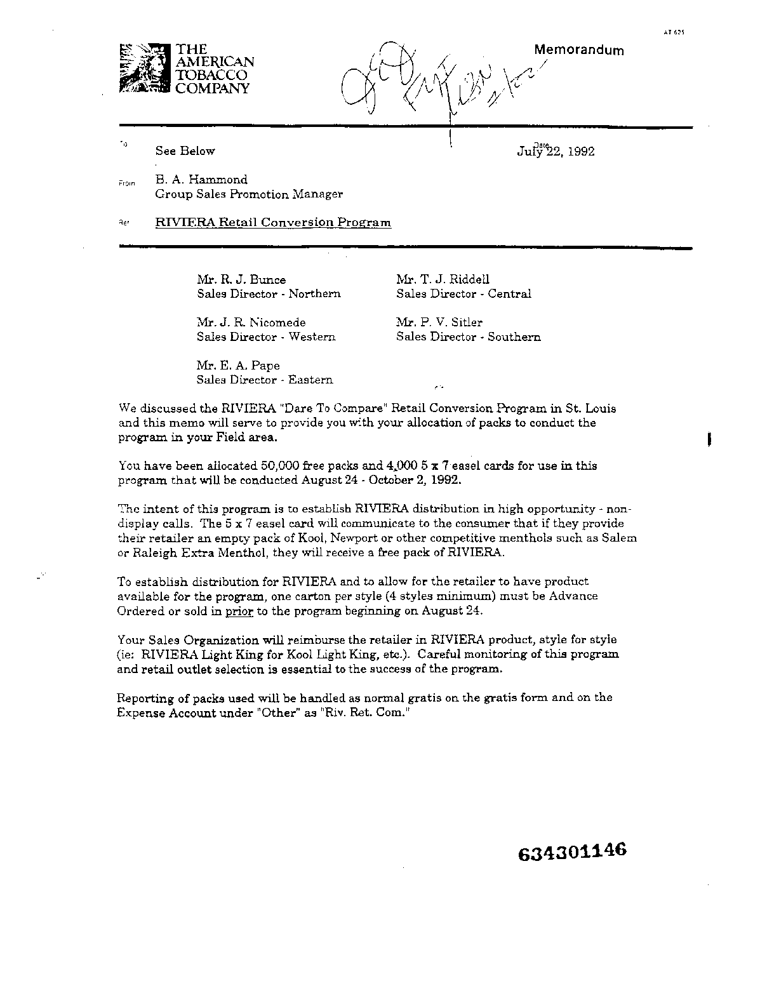 AT 625
THE
AMERICAN
TOBACCO
COMPANY
Memorandum
To
See Below
Date
July 22, 1992
From
B. A. Hammond
Group Sales Promotion Manager
Re:
RIVIERA Retail Conversion Program
Mr. R. J. Bunce
Sales Director - Northern
Mr. T. J. Riddell
Sales Director - Central
Mr. J. R. Nicomede
Sales Director - Western
Mr. P. V. Sitler
Sales Director - Southern
Mr. E. A. Pape
Sales Director - Eastern
We discussed the RIVIERA "Dare To Compare" Retail Conversion Program in St. Louis
and this memo will serve to provide you with your allocation of packs to conduct the
program in your Field area.
You have been allocated 50,000 free packs and 4,000 5 x 7 easel cards for use in this
program that will be conducted August 24 - October 2, 1992.
The intent of this program is to establish RIVIERA distribution in high opportunity - non-
display calls. The 5 x 7 easel card will communicate to the consumer that if they provide
their retailer an empty pack of Kool, Newport or other competitive menthols such as Salem
or Raleigh Extra Menthol, they will receive a free pack of RIVIERA.
To establish distribution for RIVIERA and to allow for the retailer to have product
available for the program, one carton per style (4 styles minimum) must be Advance
Ordered or sold in prior to the program beginning on August 24.
Your Sales Organization will reimburse the retailer in RIVIERA product, style for style
(ie: RIVIERA Light King for Kool Light King, etc.). Careful monitoring of this program
and retail outlet selection is essential to the success of the program.
Reporting of packs used will be handled as normal gratis on the gratis form and on the
Expense Account under "Other" as "Riv. Ret. Com."
634301146